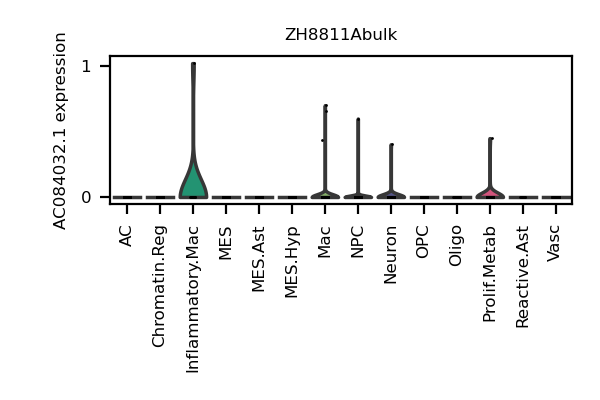 ZH8811Abulk
AC084032.1 expression
1
0
AC
Chromatin.Reg
Inflammatory.Mac
MES
MES.Ast
MES.Hyp
Mac
NPC
Neuron
OPC
Oligo
Prolif.Metab
Reactive.Ast
Vasc